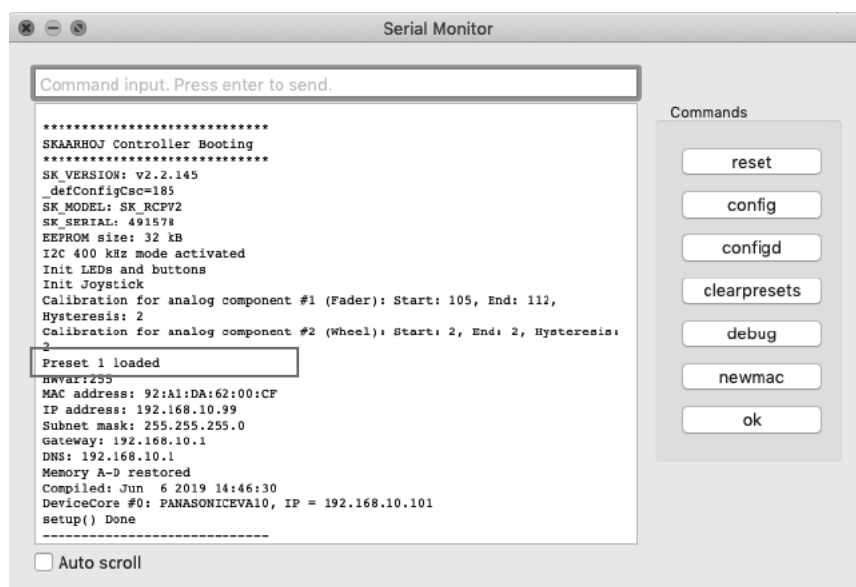 Serial Monitor
Command input. Press enter to send.
*****************************
SKAARHOJ Controller Booting
*****************************
SK_VERSION: v2.2.145
_defConfigCsc=185
SK_MODEL: SK_RCPV2
SK_SERIAL: 491578
EEPROM size: 32 kB
I2C 400 kHz mode activated
Init LEDs and buttons
Init Joystick
Calibration for analog component #1 (Fader): Start: 105, End: 112,
Hysteresis: 2
Calibration for analog component #2 (Wheel): Start: 2, End: 2, Hysteresis:
2
Preset 1 loaded
HWVar:255
MAC address: 92:A1:DA:62:00:CF
IP address: 192.168.10.99
Subnet mask: 255.255.255.0
Gateway: 192.168.10.1
DNS: 192.168.10.1
Memory A-D restored
Compiled: Jun  6 2019 14:46:30
DeviceCore #0: PANASONICEVA10, IP = 192.168.10.101
setup() Done
-----------------------------
Auto scroll
Commands
reset
config
configd
clearpresets
debug
newmac
ok